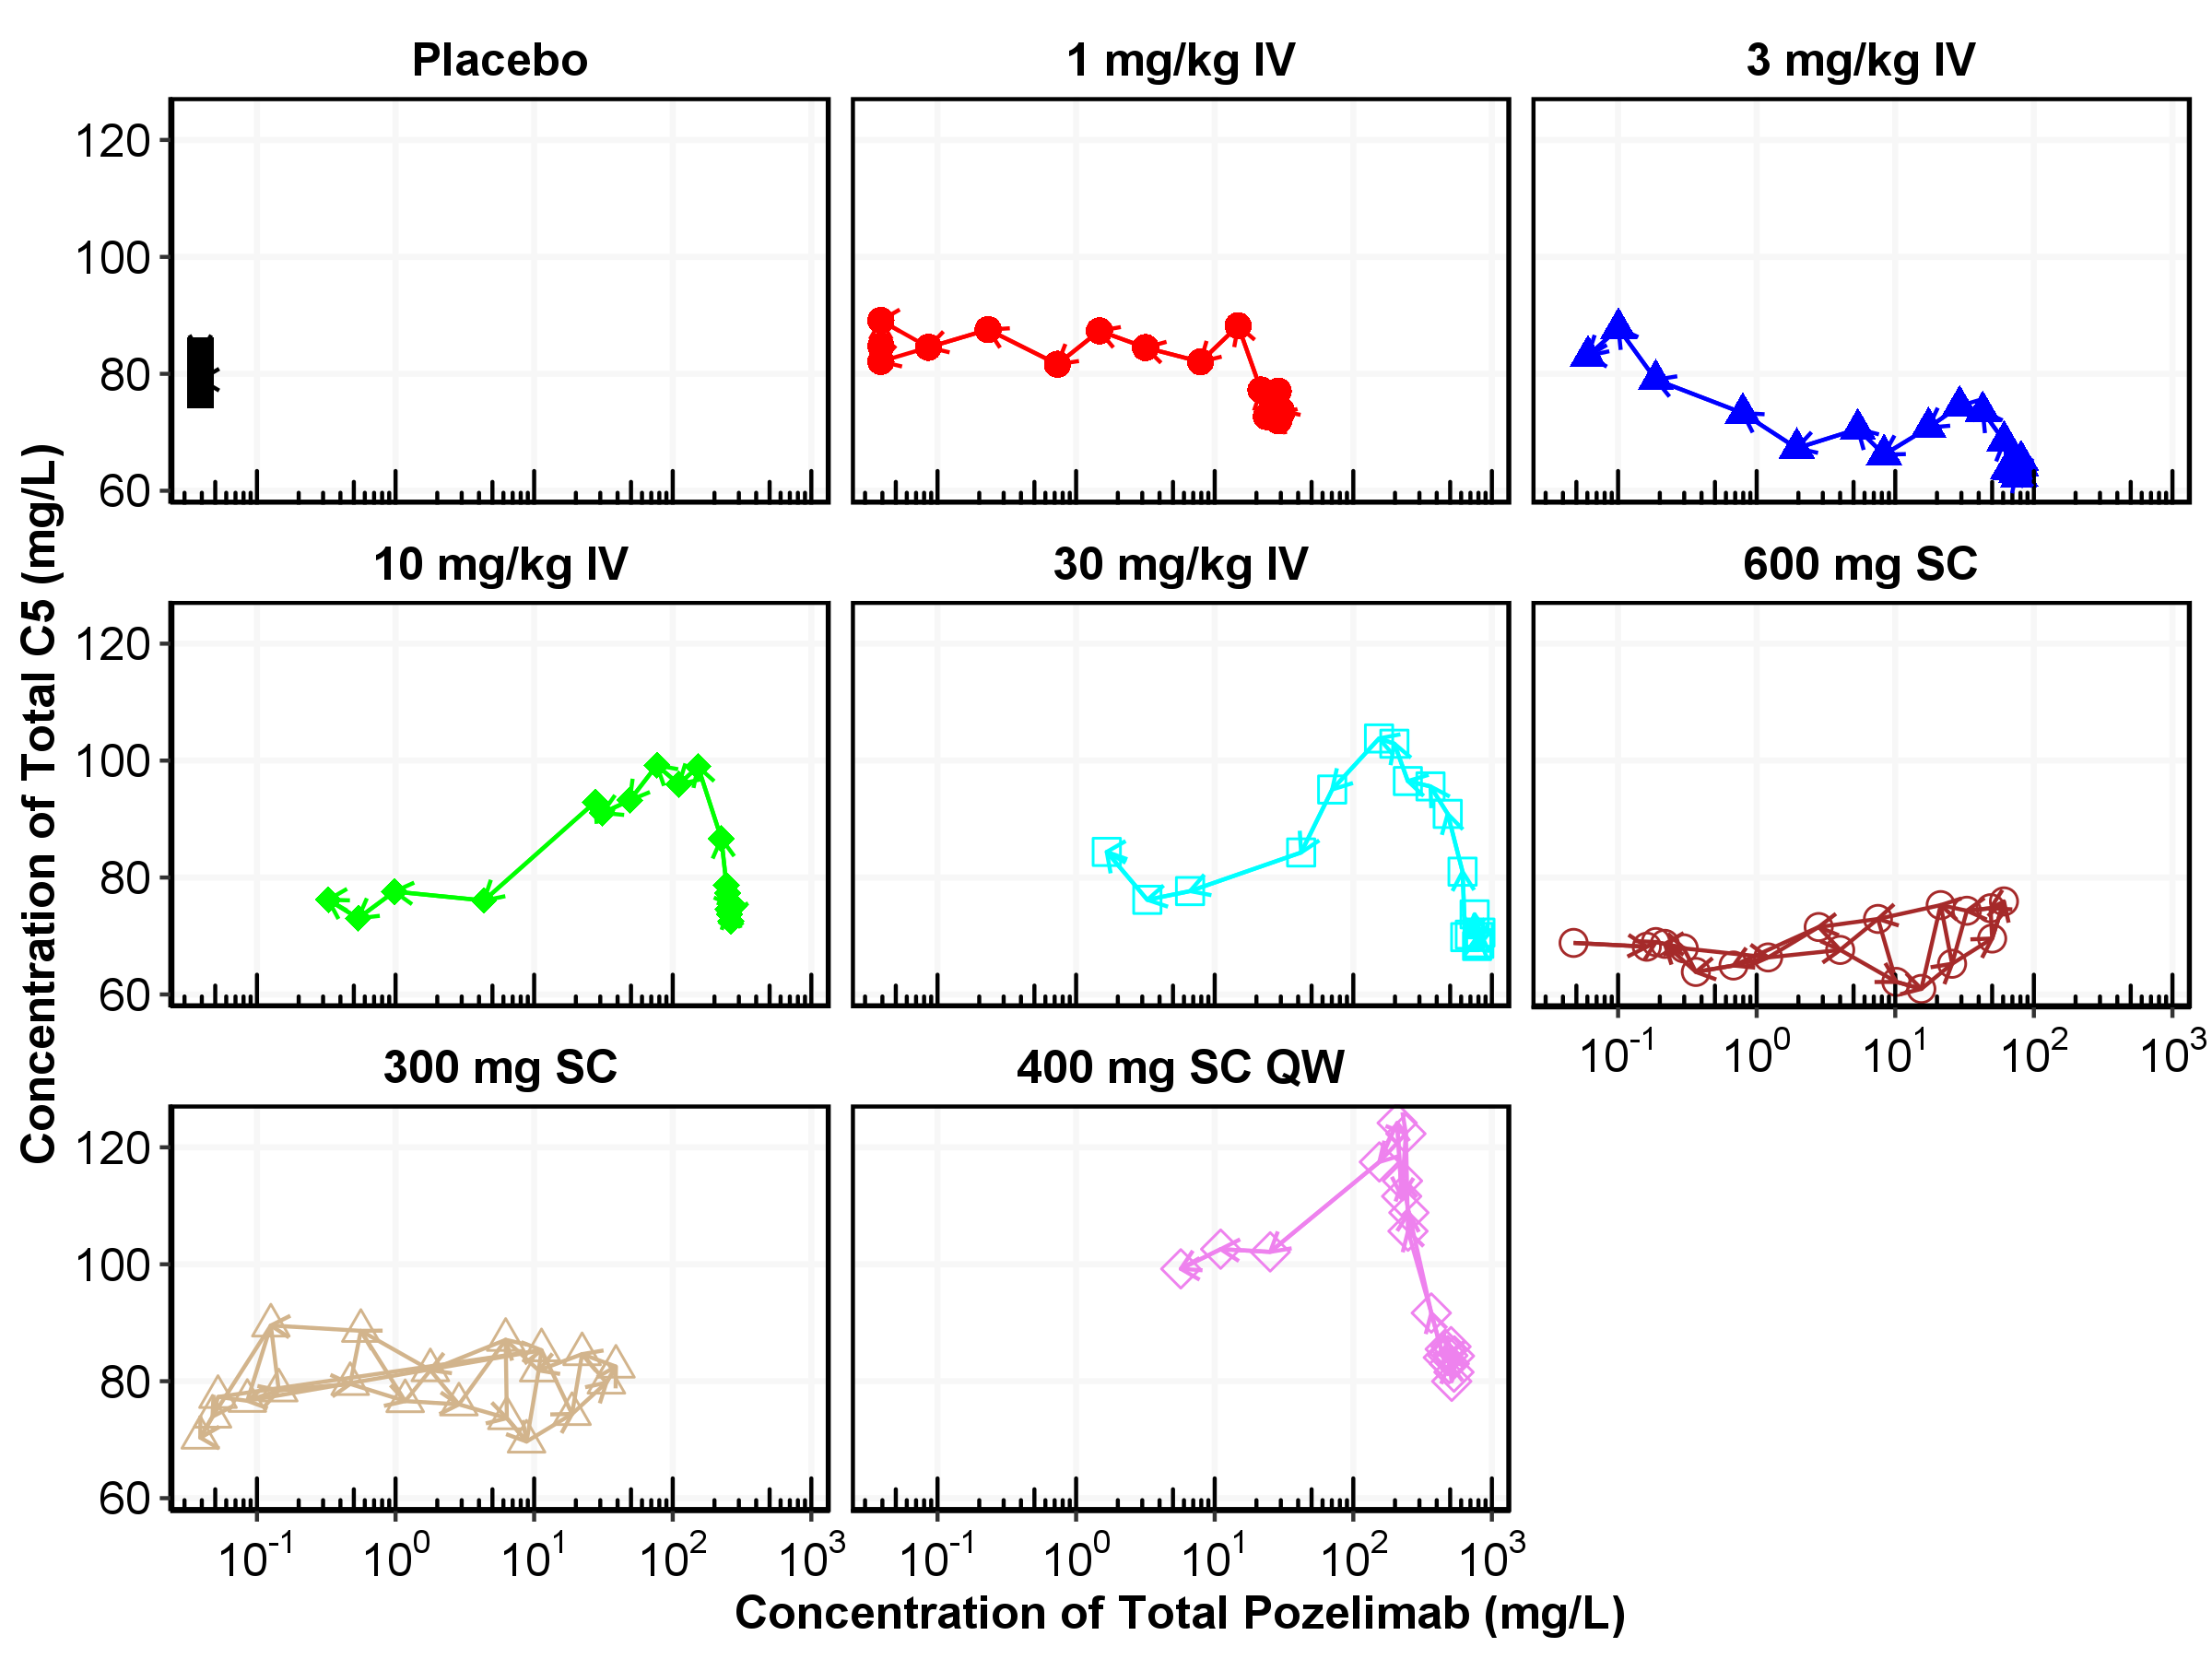 Placebo
1 mg/kg IV
3 mg/kg IV
120
100
80
60
10 mg/kg IV
30 mg/kg IV
600 mg SC
120
100
80
60
10-1 100 101 102 103
300 mg SC
400 mg SC QW
120
100
80
60
10-1 100 101 102 103
10-1 100 101 102 103
Concentration of Total C5 (mg/L)
Concentration of Total Pozelimab (mg/L)